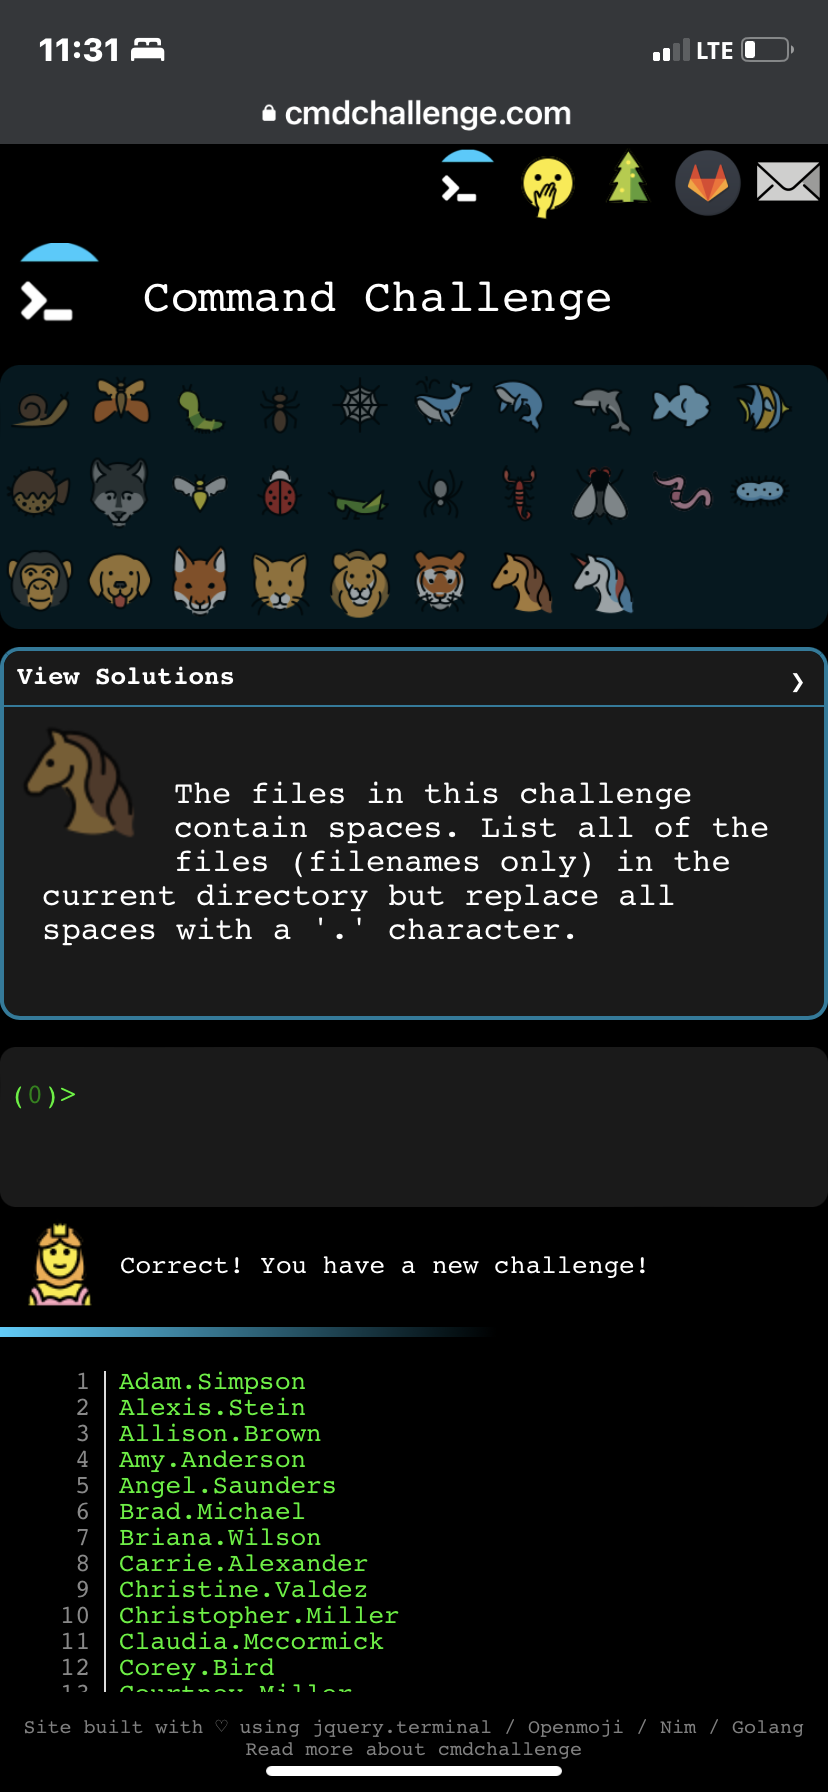 11:31
LTE
cmdchallenge.com
Command Challenge
View Solutions
The files in this challenge
contain spaces. List all of the
files (filenames only) in the
current directory but replace all
spaces with a '.' character.
(0)>
Correct! You have a new challenge!
1 Adam.Simpson
2 Alexis.Stein
3 Allison.Brown
4 Amy.Anderson
5 Angel.Saunders
6 Brad.Michael
7 Briana.Wilson
8 Carrie.Alexander
9 Christine.Valdez
10 Christopher.Miller
11 Claudia.Mccormick
12 Corey.Bird
13 Courtney.Miller
Site built with ♡ using jquery.terminal / Openmoji / Nim / Golang
Read more about cmdchallenge